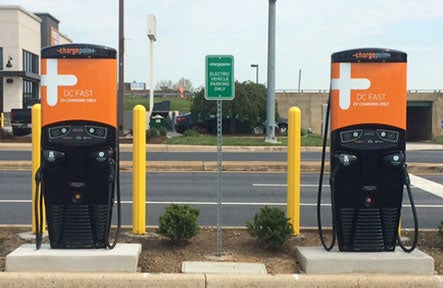 -chargepoin+
DC FAST
EV CHARGING ONLY
-chargepoin+
ELECTRIC
VEHICLE
PARKING
ONLY
-chargepoin+
DC FAST
EV CHARGING ONLY